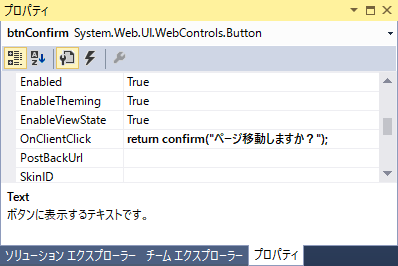 プロパティ
btnConfirm System.Web.UI.WebControls.Button
Enabled True
EnableTheming True
EnableViewState True
OnClientClick return confirm("ページ移動しますか？");
PostBackUrl
SkinID
Text
ボタンに表示するテキストです。
ソリューション エクスプローラー チーム エクスプローラー プロパティ